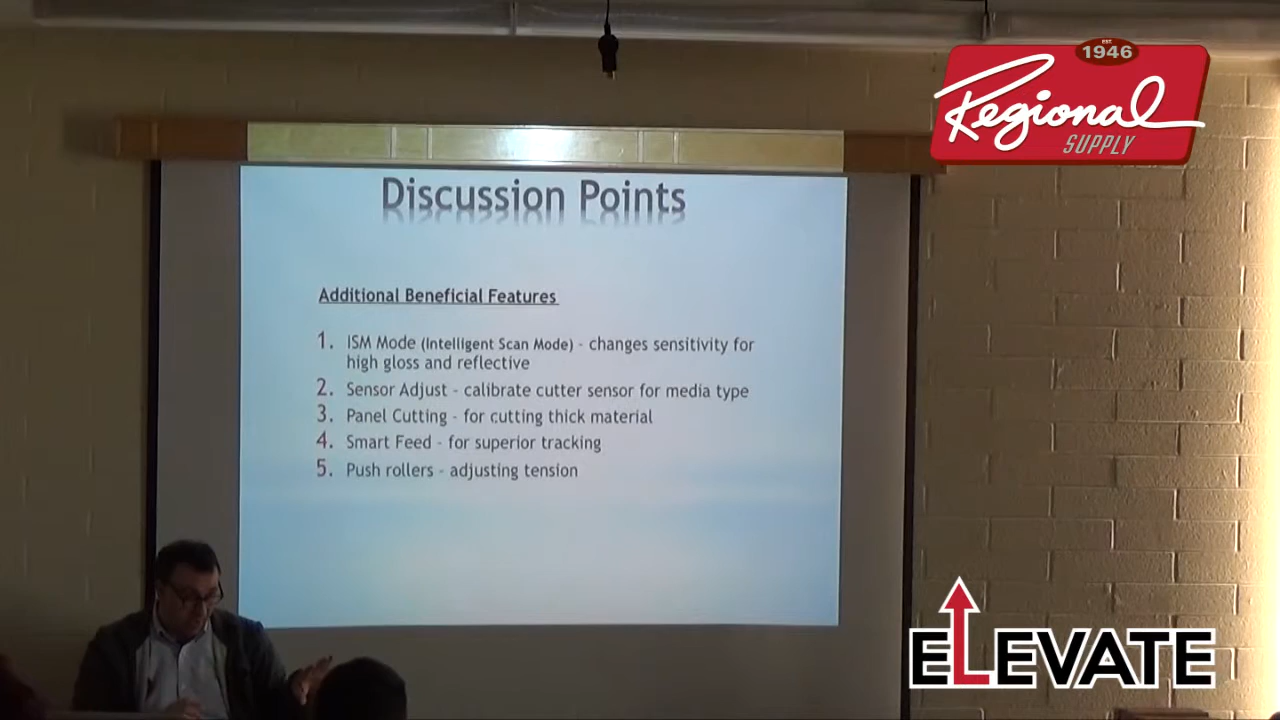 EST.
1946
Regional
SUPPLY
Discussion Points
Additional Beneficial Features
1. ISM Mode (Intelligent Scan Mode) - changes sensitivity for
high gloss and reflective
2. Sensor Adjust - calibrate cutter sensor for media type
3. Panel Cutting - for cutting thick material
4. Smart Feed - for superior tracking
5. Push rollers - adjusting tension
ELEVATE